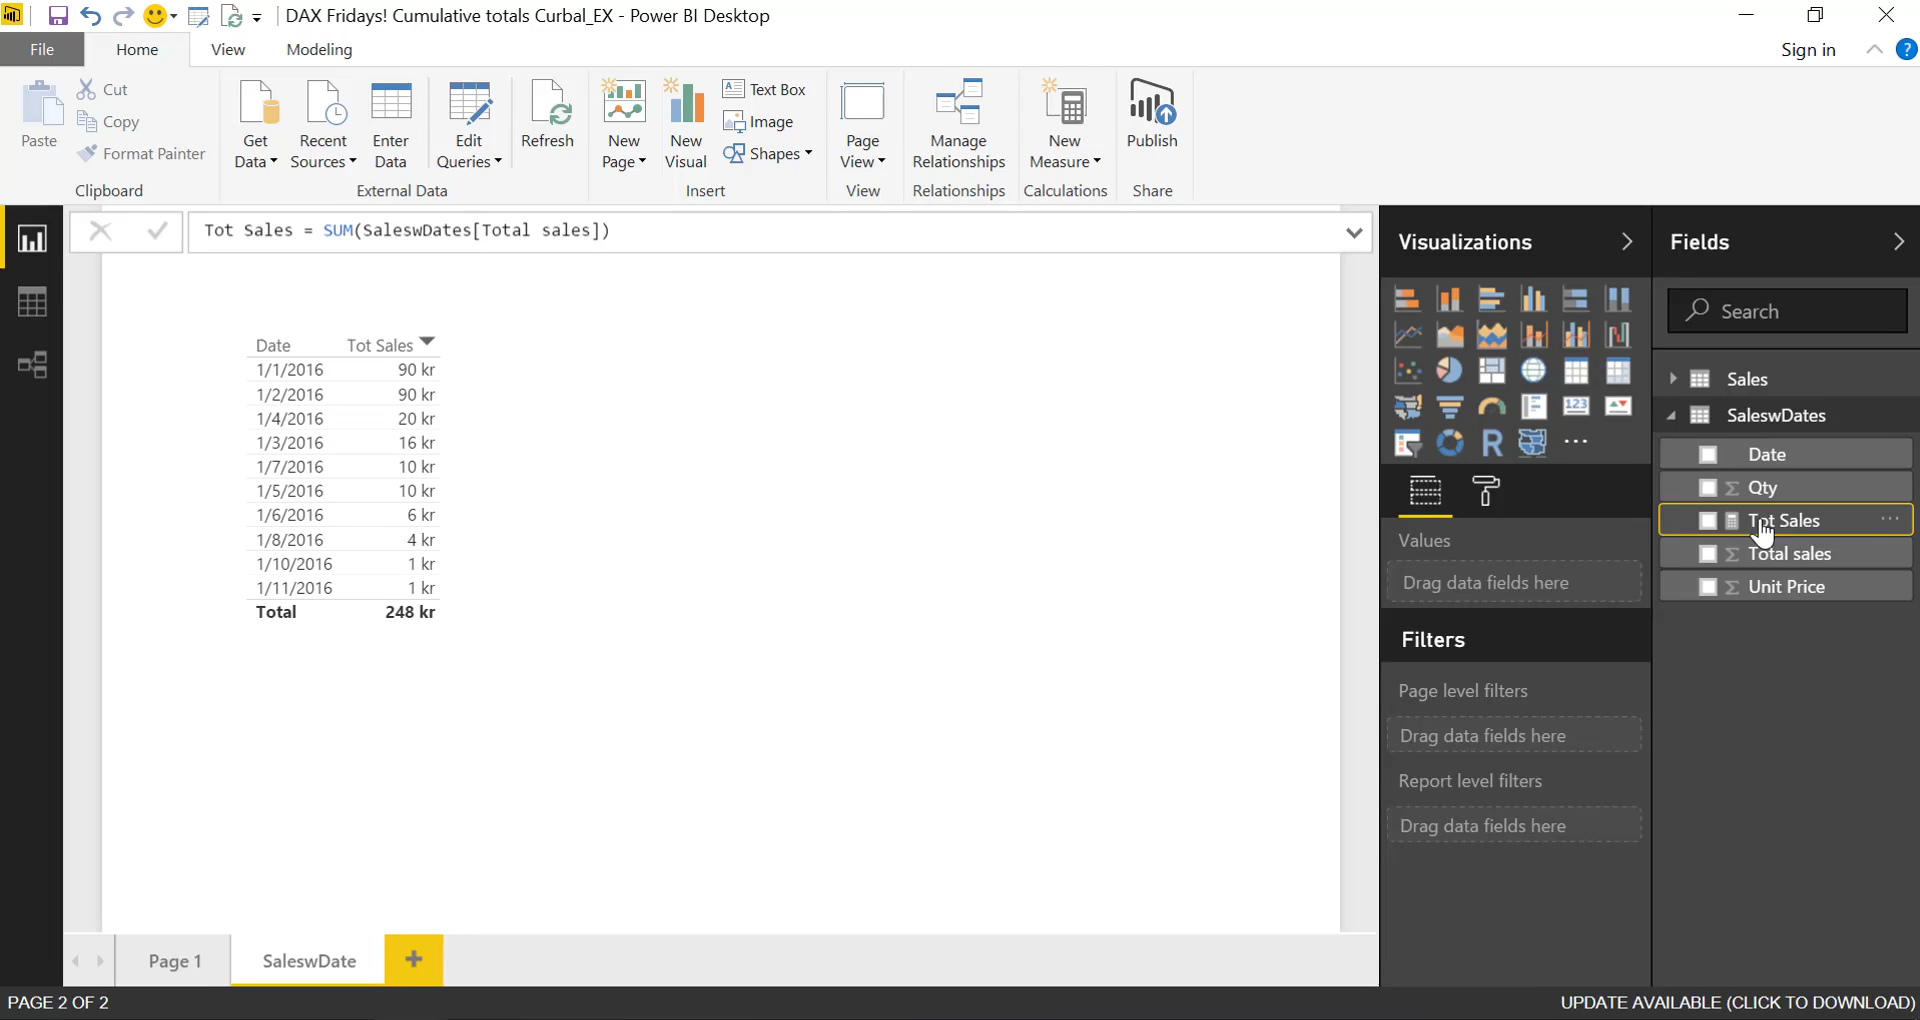 DAX Fridays! Cumulative totals Curbal_EX - Power BI Desktop
File Home View Modeling Sign in ?
Paste
Cut
Copy
Format Painter
Clipboard
Get Data
Recent Sources
Enter Data
Edit Queries
Refresh
External Data
New Page
New Visual
Text Box
Image
Shapes
Insert
Page View
View
Manage Relationships
Relationships
New Measure
Calculations
Publish
Share
Tot Sales = SUM(SaleswDates[Total sales])
Date Tot Sales
1/1/2016 90 kr
1/2/2016 90 kr
1/4/2016 20 kr
1/3/2016 16 kr
1/7/2016 10 kr
1/5/2016 10 kr
1/6/2016 6 kr
1/8/2016 4 kr
1/10/2016 1 kr
1/11/2016 1 kr
Total 248 kr
Visualizations
123
R
Values
Drag data fields here
Filters
Page level filters
Drag data fields here
Report level filters
Drag data fields here
Fields
Search
Sales
SaleswDates
Date
Σ Qty
Tot Sales
Σ Total sales
Σ Unit Price
Page 1 SaleswDate +
PAGE 2 OF 2
UPDATE AVAILABLE (CLICK TO DOWNLOAD)